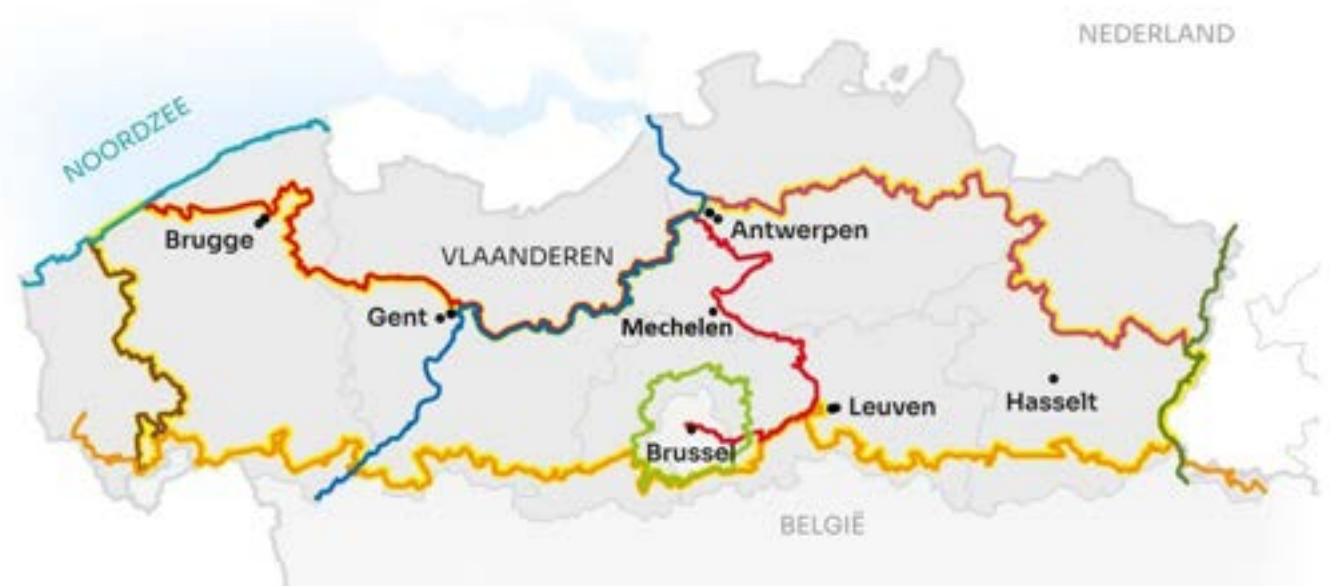 NEDERLAND
NOORDZEE
Brugge
VLAANDEREN
Antwerpen
Gent
Mechelen
Leuven
Hasselt
Brussel
BELGIË